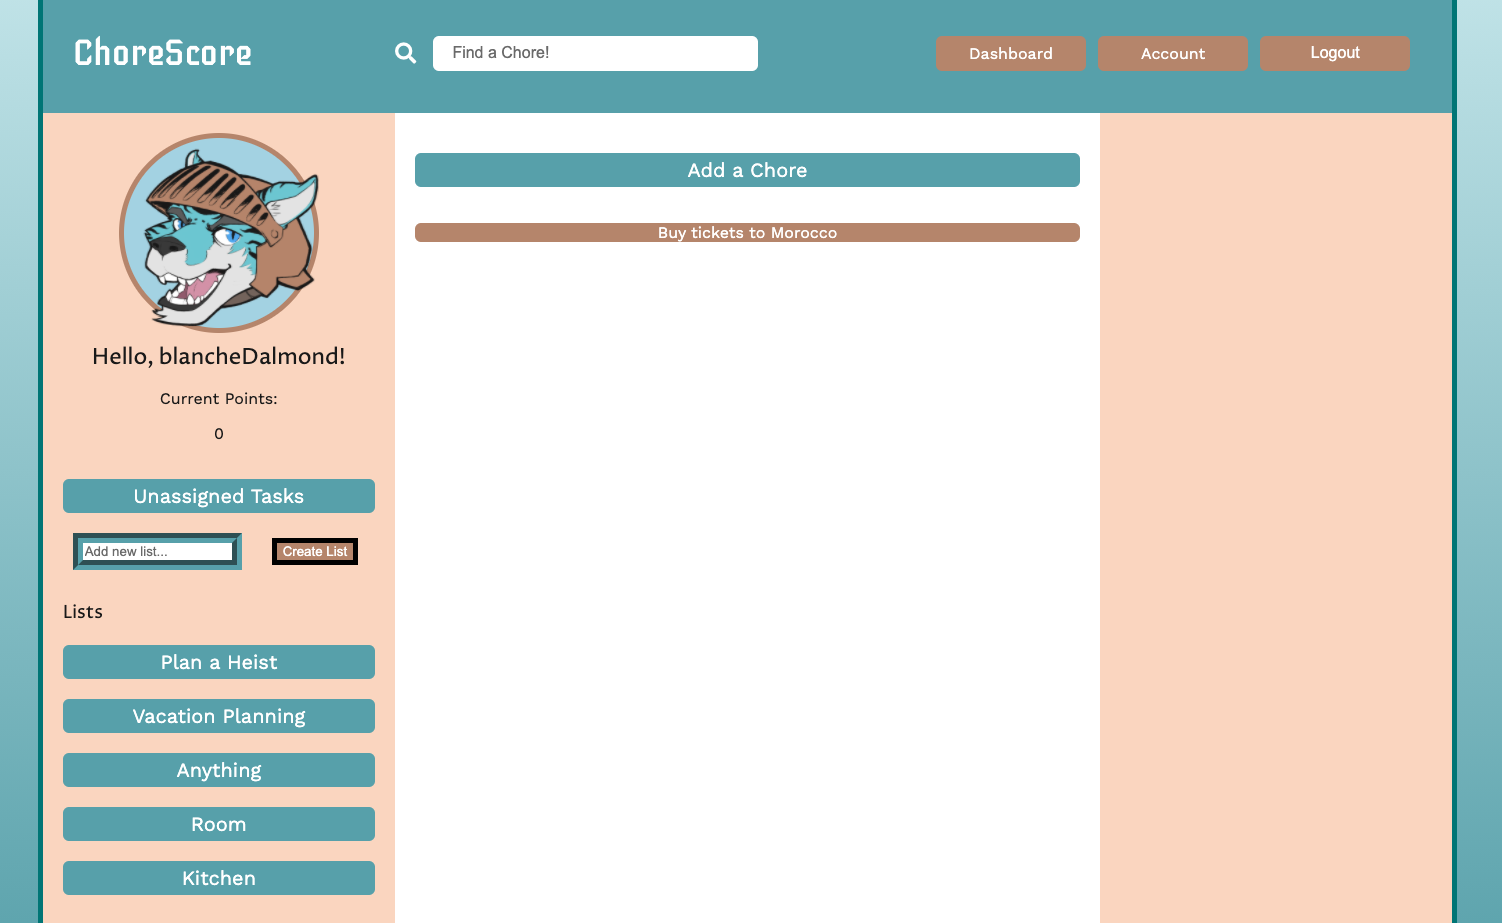 ChoreScore
Find a Chore!
Dashboard
Account
Logout
Hello, blancheDalmond!
Current Points:
0
Unassigned Tasks
Add new list...
Create List
Lists
Plan a Heist
Vacation Planning
Anything
Room
Kitchen
Add a Chore
Buy tickets to Morocco